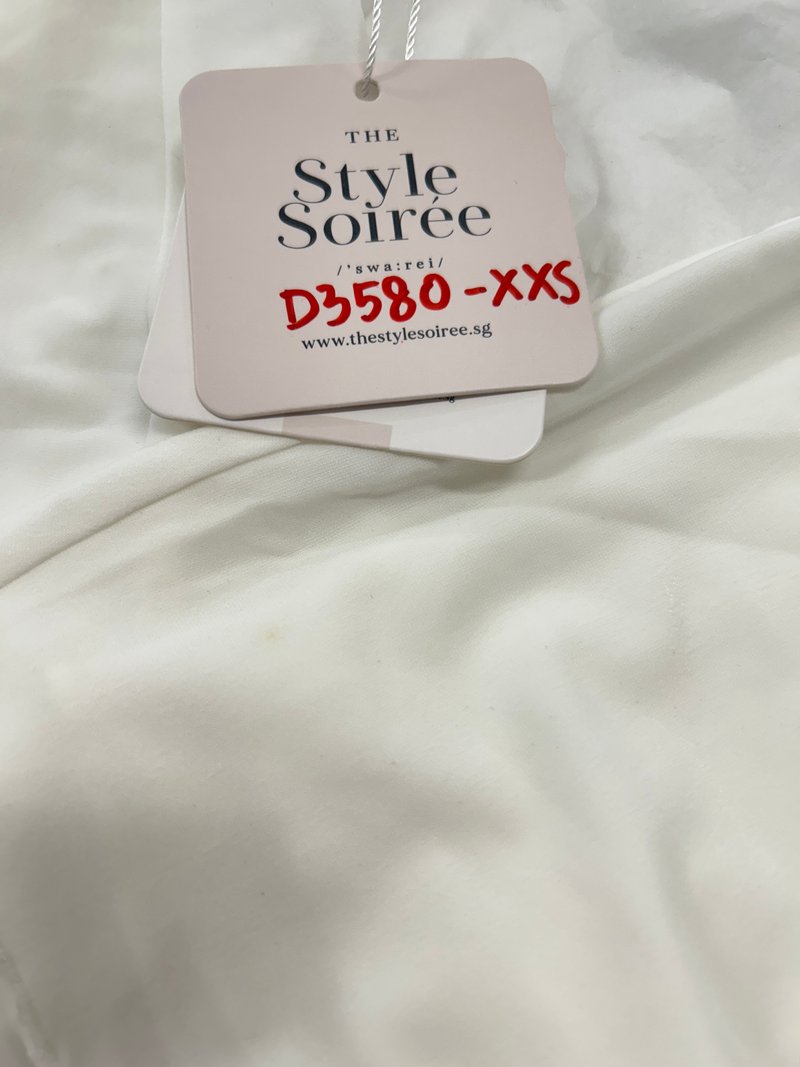 THE
Style
Soirée
/'swa:rei/
D3580-XXS
www.thestylesoiree.sg